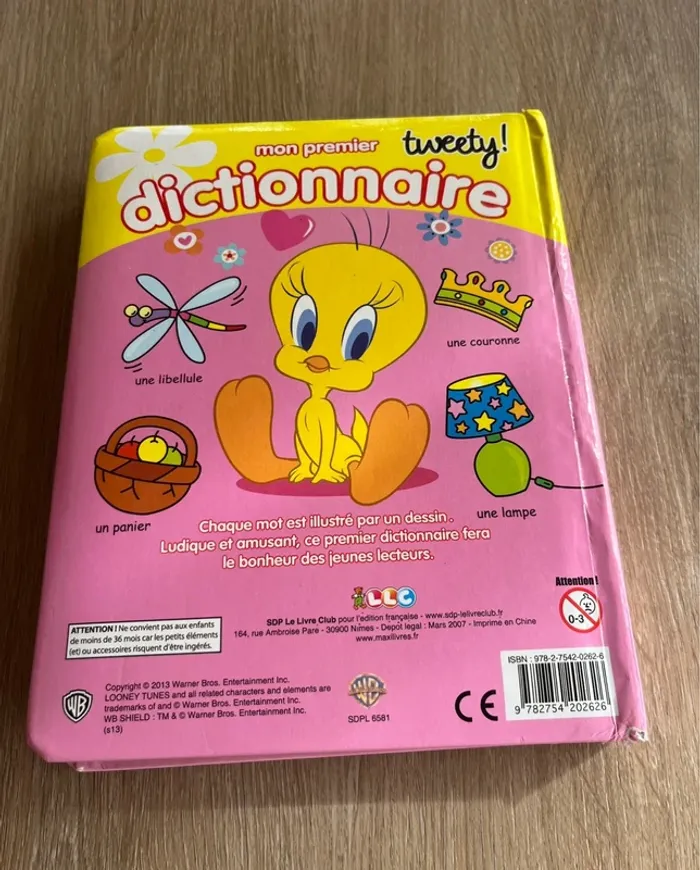 mon premier
tweety!
dictionnaire
une libellule
une couronne
un panier
une lampe
Chaque mot est illustré par un dessin.
Ludique et amusant, ce premier dictionnaire fera
le bonheur des jeunes lecteurs.
LLC
SDP Le Livre Club pour l'édition française - www.sdp-lelivreclub.fr
164, rue Ambroise Pare - 30900 Nîmes - Depot légal : Mars 2007 - Imprime en Chine
www.maxilivres.fr
ATTENTION ! Ne convient pas aux enfants
de moins de 36 mois car les petits éléments
(et) ou accessoires risquent d'être ingérés.
Attention !
0-3
ISBN : 978-2-7542-0262-6
9 782754 202626
CE
WB
Copyright © 2013 Warner Bros. Entertainment Inc.
LOONEY TUNES and all related characters and elements are
trademarks of and © Warner Bros. Entertainment Inc.
WB SHIELD : TM & © Warner Bros. Entertainment Inc.
(s13)
SDPL 6581